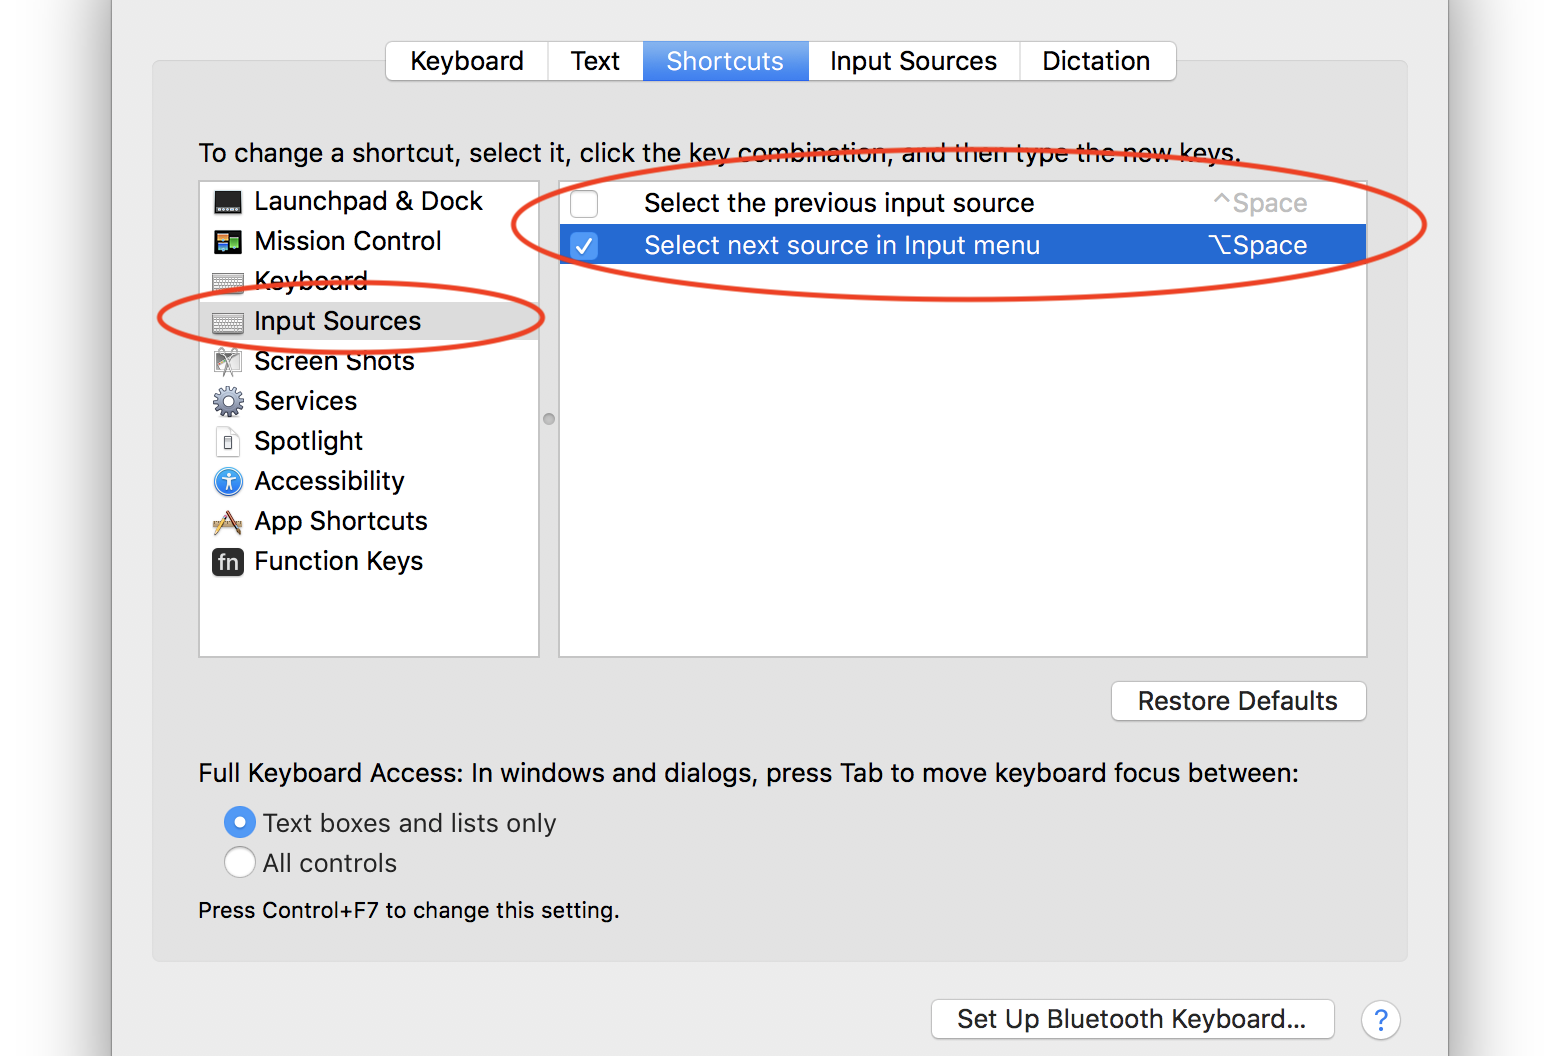 Keyboard Text Shortcuts Input Sources Dictation
To change a shortcut, select it, click the key combination, and then type the new keys.
Launchpad & Dock
Mission Control
Keyboard
Input Sources
Screen Shots
Services
Spotlight
Accessibility
App Shortcuts
fn Function Keys
Select the previous input source ^Space
Select next source in Input menu ⌥Space
Restore Defaults
Full Keyboard Access: In windows and dialogs, press Tab to move keyboard focus between:
Text boxes and lists only
All controls
Press Control+F7 to change this setting.
Set Up Bluetooth Keyboard... ?